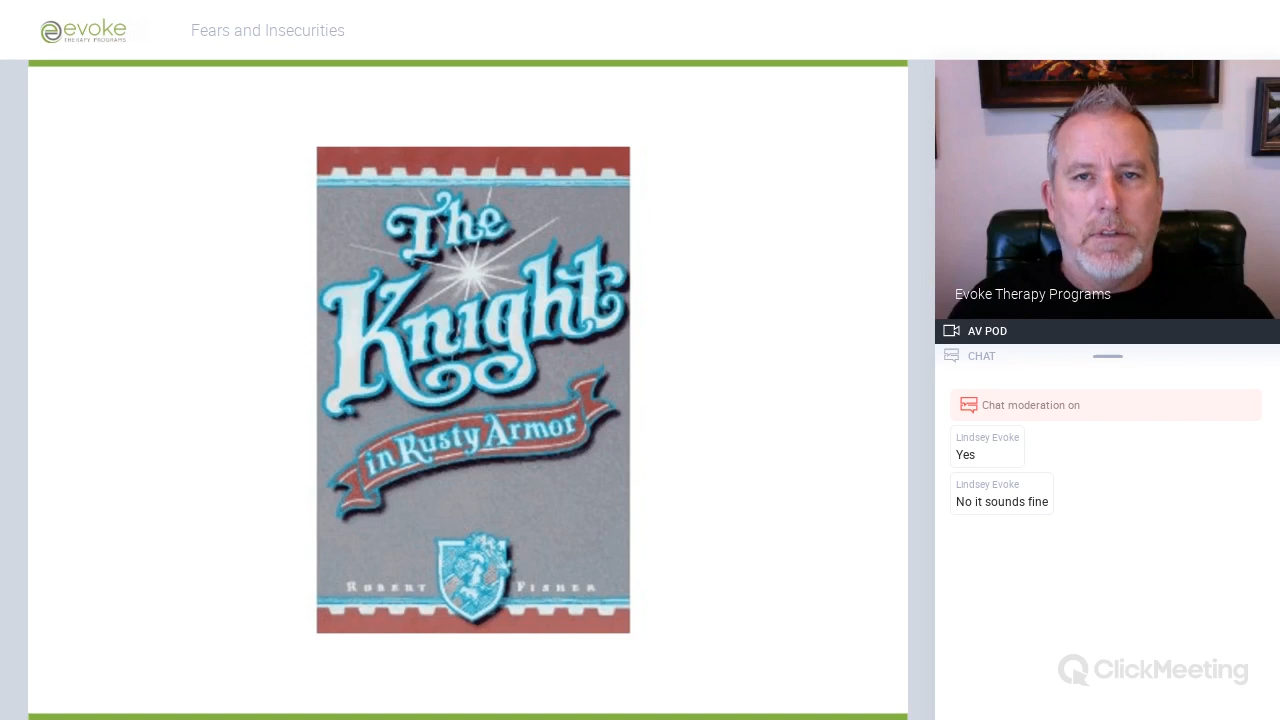 evoke
THERAPY PROGRAMS
Fears and Insecurities
The
Knight
in Rusty Armor
ROBERT FISHER
Evoke Therapy Programs
AV POD
CHAT
Chat moderation on
Lindsey Evoke
Yes
Lindsey Evoke
No it sounds fine
ClickMeeting